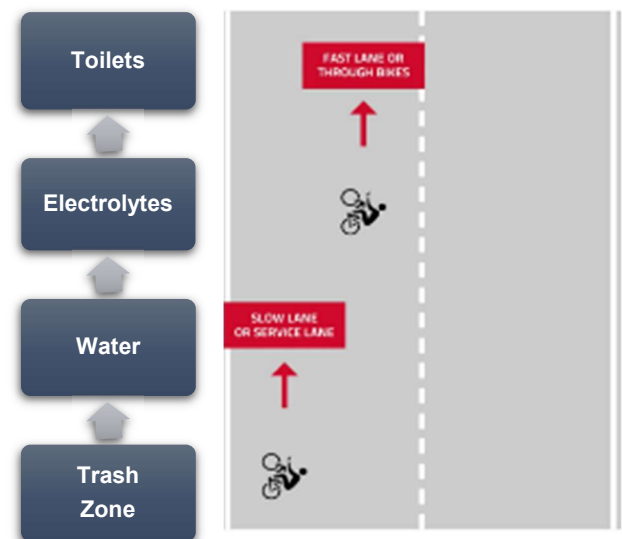 Toilets
Electrolytes
Water
Trash
Zone
FAST LANE OR
THROUGH BIKES
SLOW LANE
OR SERVICE LANE